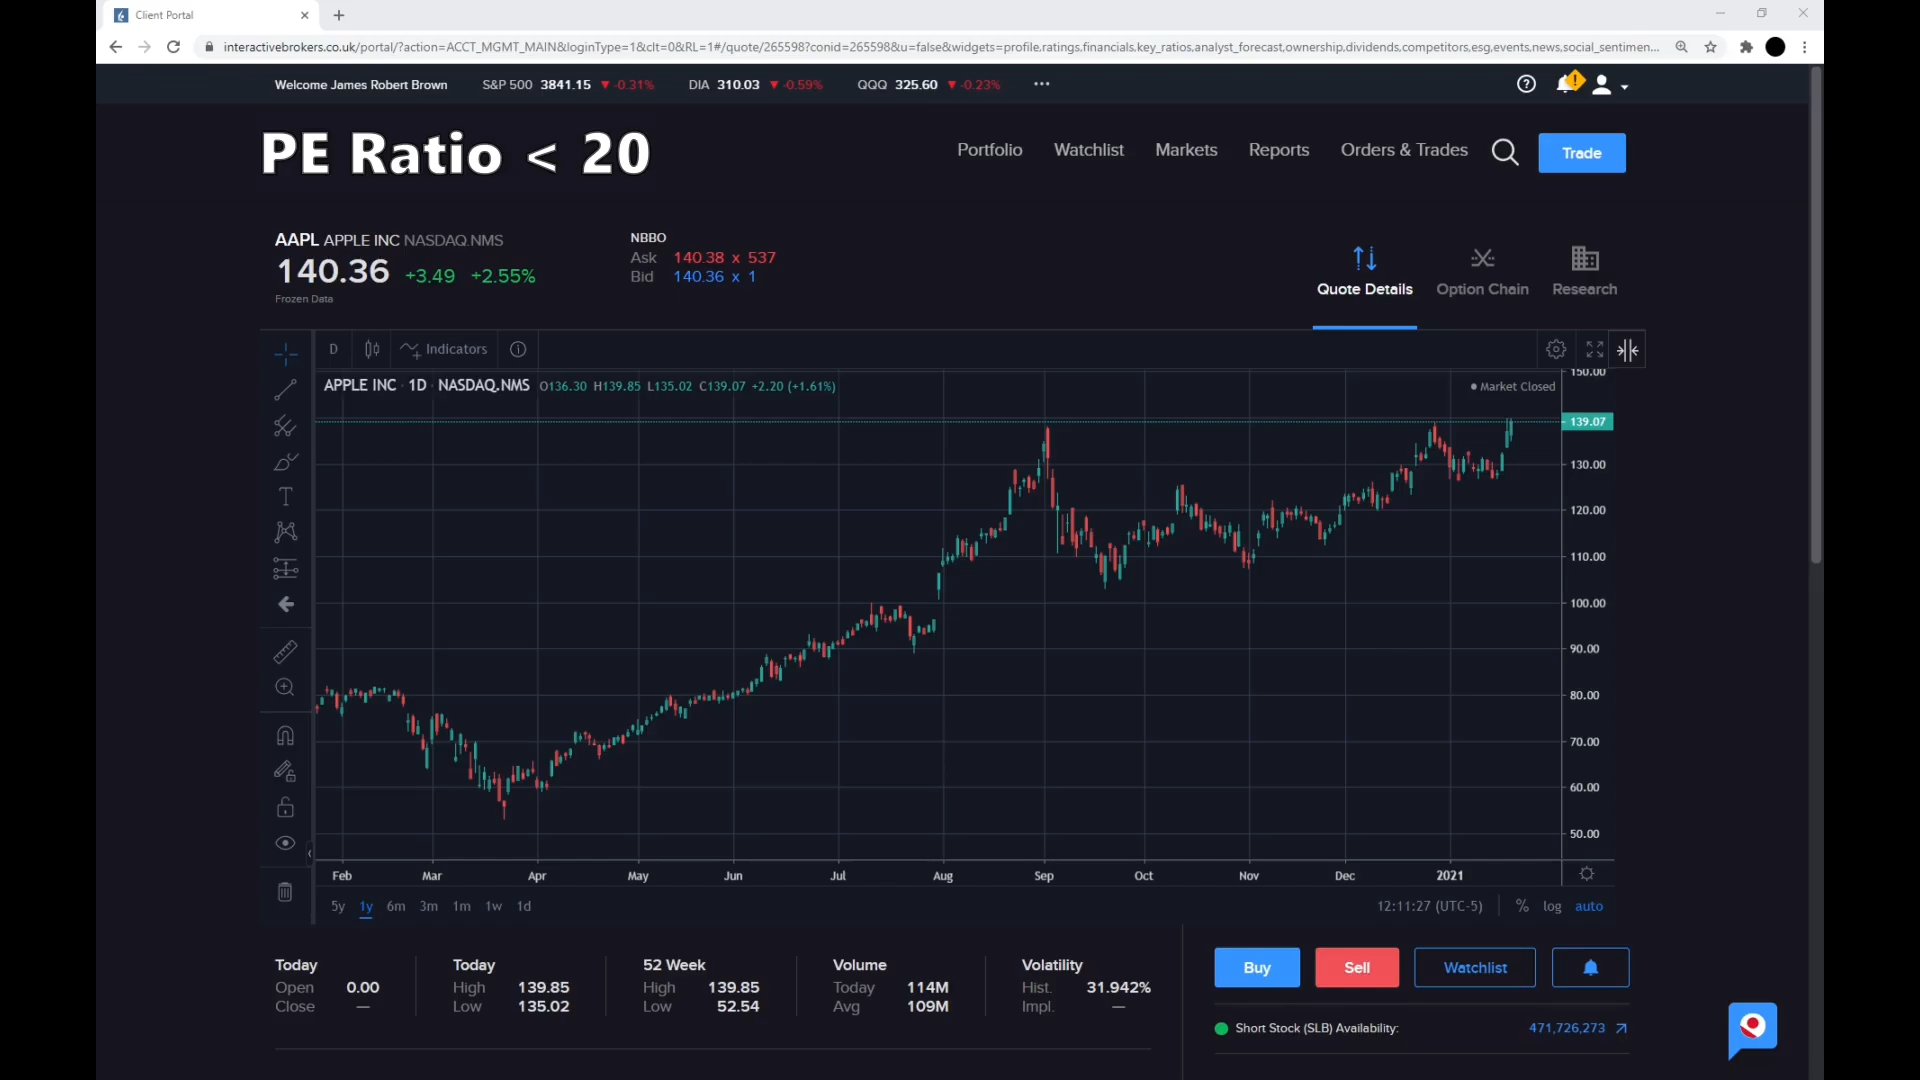 Client Portal
interactivebrokers.co.uk/portal/?action=ACCT_MGMT_MAIN&loginType=1&clt=0&RL=1#/quote/265598?conid=265598&u=false&widgets=profile,ratings,financials,key_ratios,analyst_forecast,ownership,dividends,competitors,esg,events,news,social_sentimen...
Welcome James Robert Brown S&P 500 3841.15 ▼ -0.31% DIA 310.03 ▼ -0.59% QQQ 325.60 ▼ -0.23% ...
PE Ratio < 20
Portfolio Watchlist Markets Reports Orders & Trades Trade
AAPL APPLE INC NASDAQ.NMS
140.36 +3.49 +2.55%
Frozen Data
NBBO
Ask 140.38 x 537
Bid 140.36 x 1
Quote Details Option Chain Research
D Indicators
APPLE INC 1D NASDAQ.NMS O136.30 H139.85 L135.02 C139.07 +2.20 (+1.61%)
Market Closed
150.00
139.07
130.00
120.00
110.00
100.00
90.00
80.00
70.00
60.00
50.00
Feb Mar Apr May Jun Jul Aug Sep Oct Nov Dec 2021
5y 1y 6m 3m 1m 1w 1d
12:11:27 (UTC-5) % log auto
Today
Open 0.00
Close —
Today
High 139.85
Low 135.02
52 Week
High 139.85
Low 52.54
Volume
Today 114M
Avg 109M
Volatility
Hist. 31.942%
Impl. —
Buy Sell Watchlist
Short Stock (SLB) Availability: 471,726,273